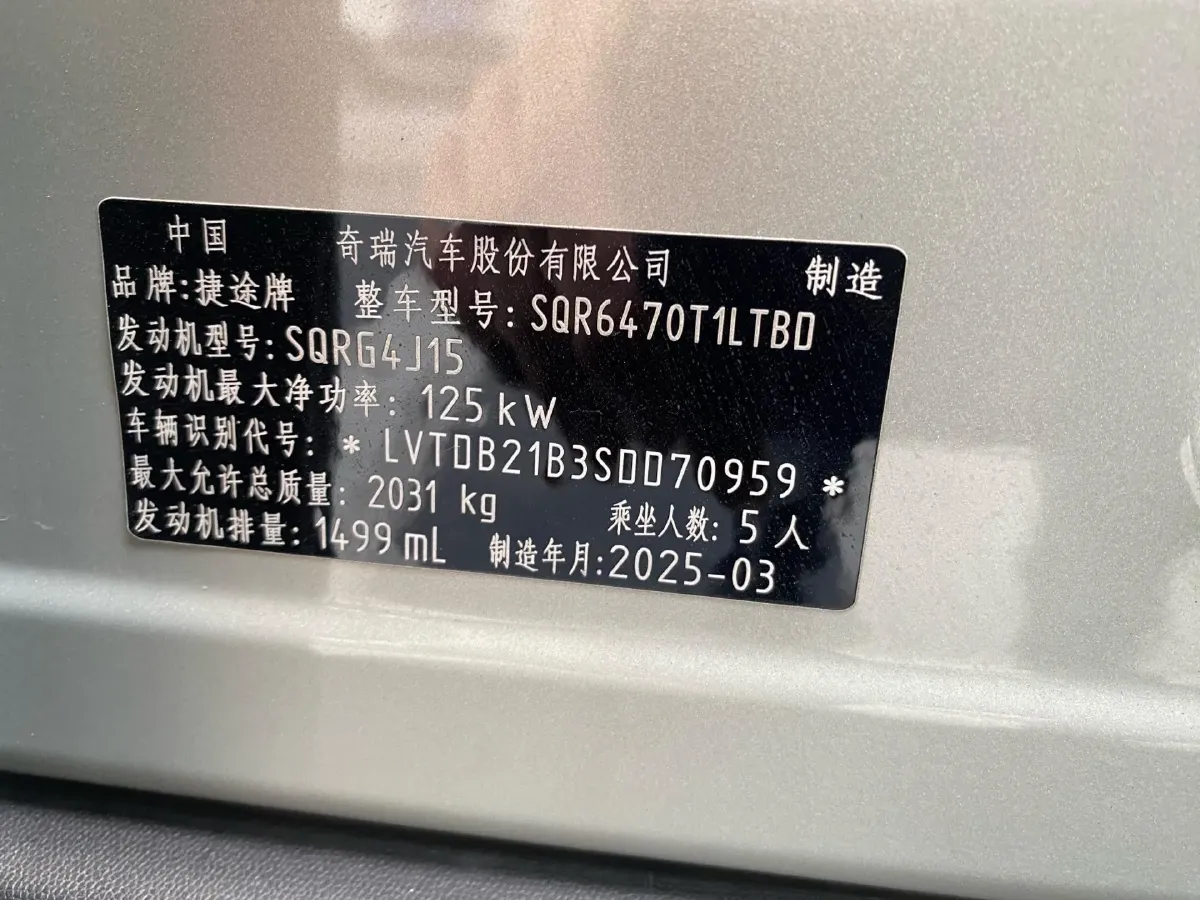 中国 奇瑞汽车股份有限公司 制造
品牌:捷途牌 整车型号:SQR6470T1LTBD
发动机型号:SQRG4J15
发动机最大净功率: 125 kW
车辆识别代号: * LVTDB21B3SDD70959 *
最大允许总质量: 2031 kg 乘坐人数: 5 人
发动机排量: 1499 mL 制造年月:2025-03